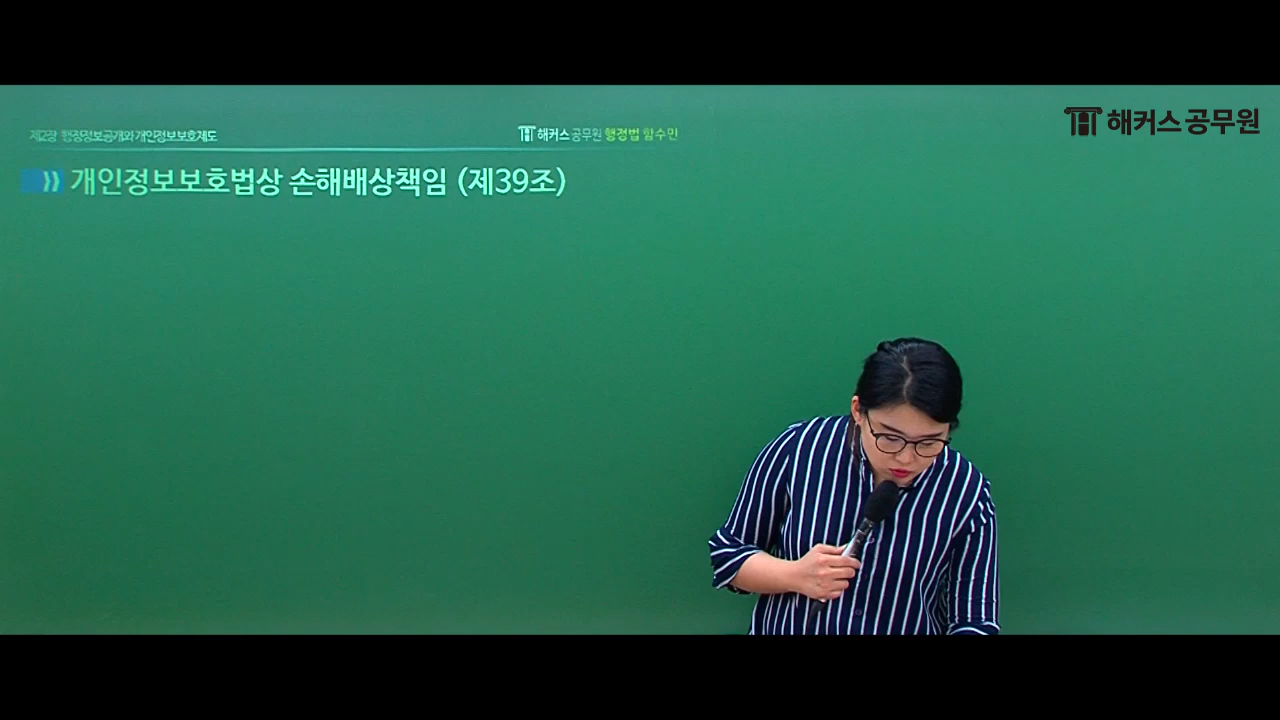 제2장 행정정보공개와 개인정보보호제도
해커스 공무원 행정법 함수민
해커스 공무원
개인정보보호법상 손해배상책임 (제39조)